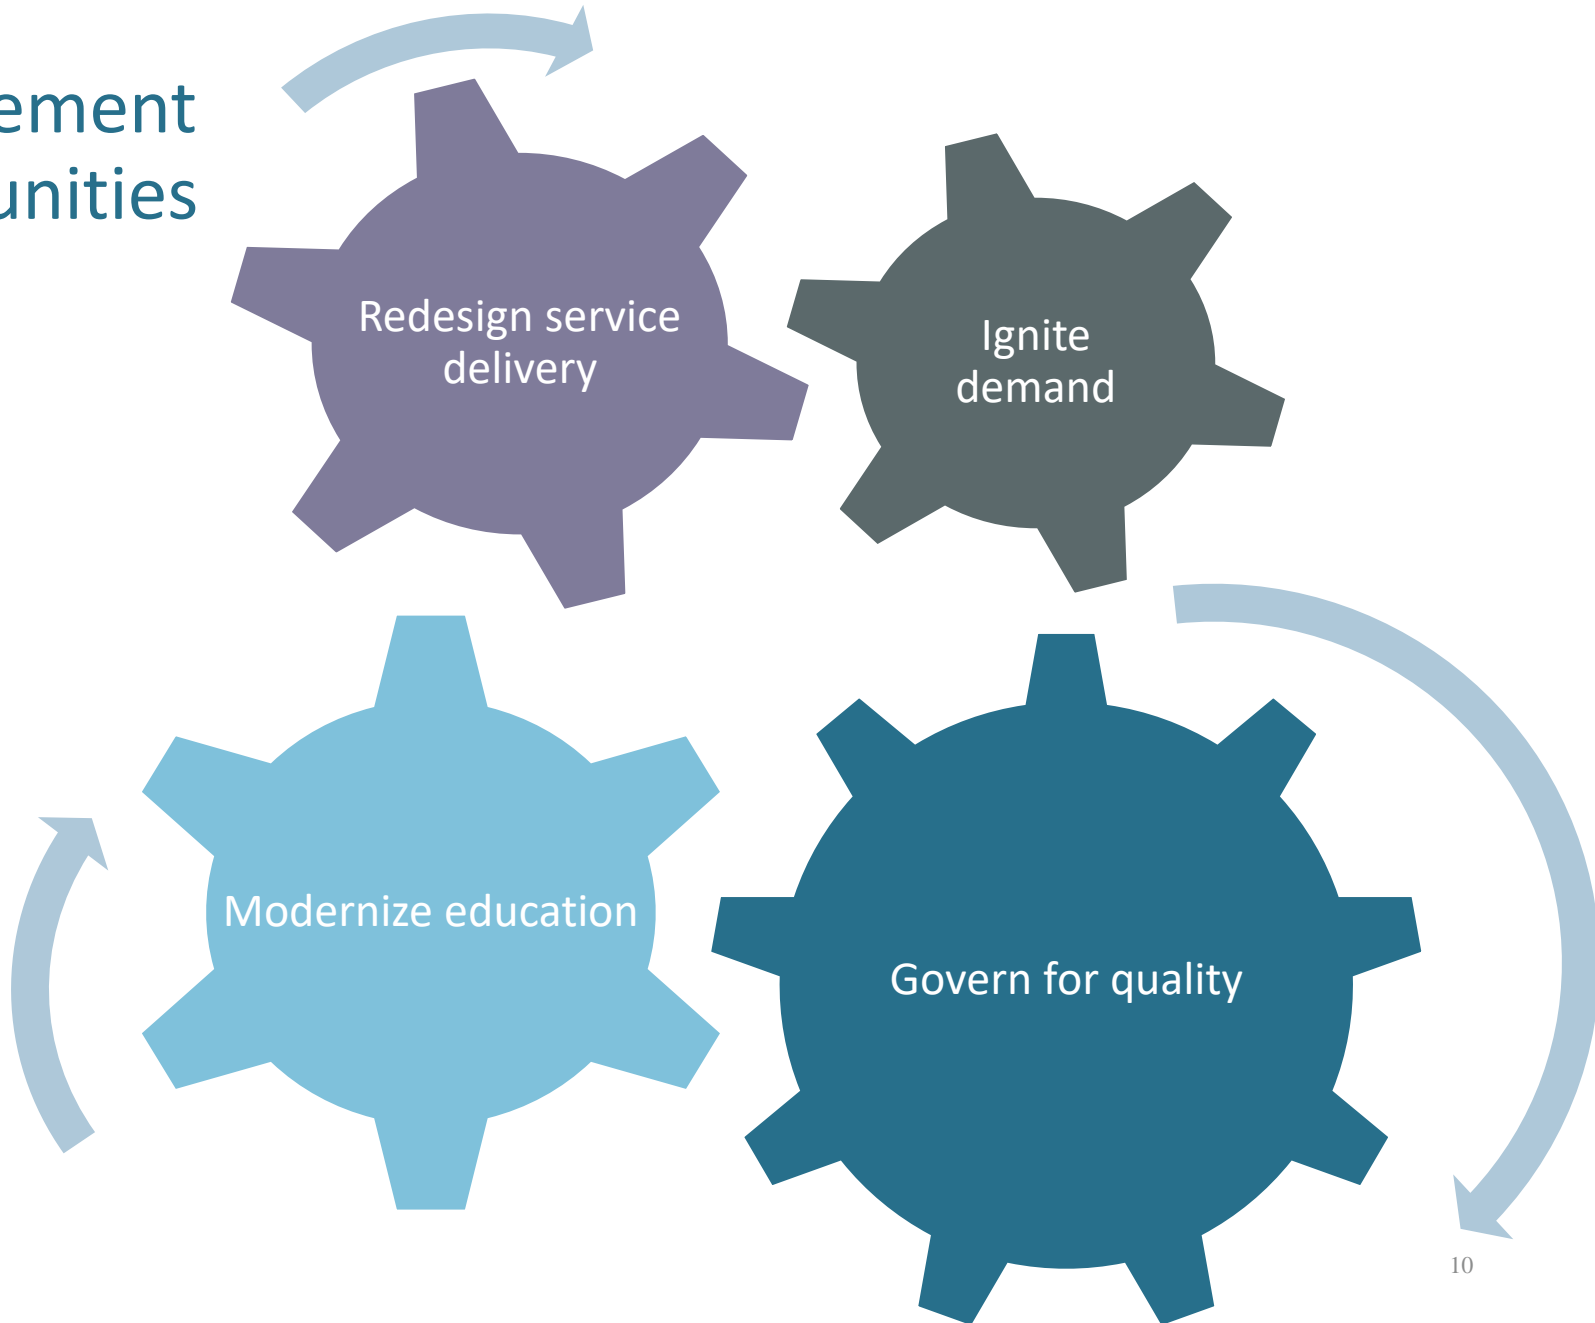 ement
unities
Redesign service
delivery
Ignite
demand
Modernize education
Govern for quality
10